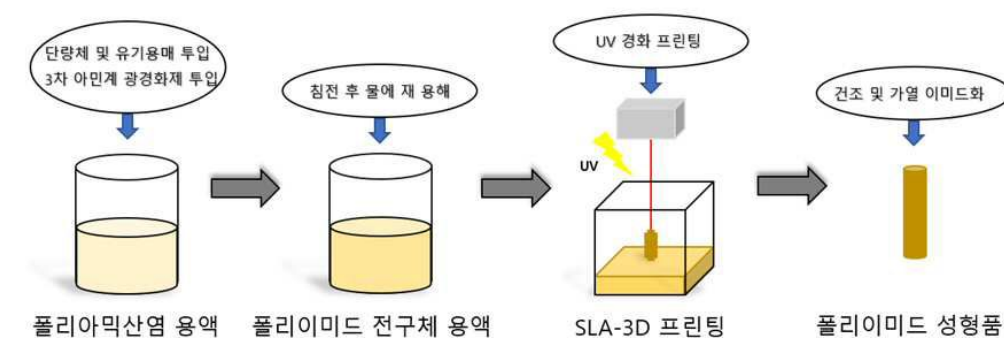 단량체 및 유기용매 투입
3차 아민계 광경화제 투입
침전 후 물에 재 용해
UV 경화 프린팅
건조 및 가열 이미드화
UV
폴리아믹산염 용액
폴리이미드 전구체 용액
SLA-3D 프린팅
폴리이미드 성형품